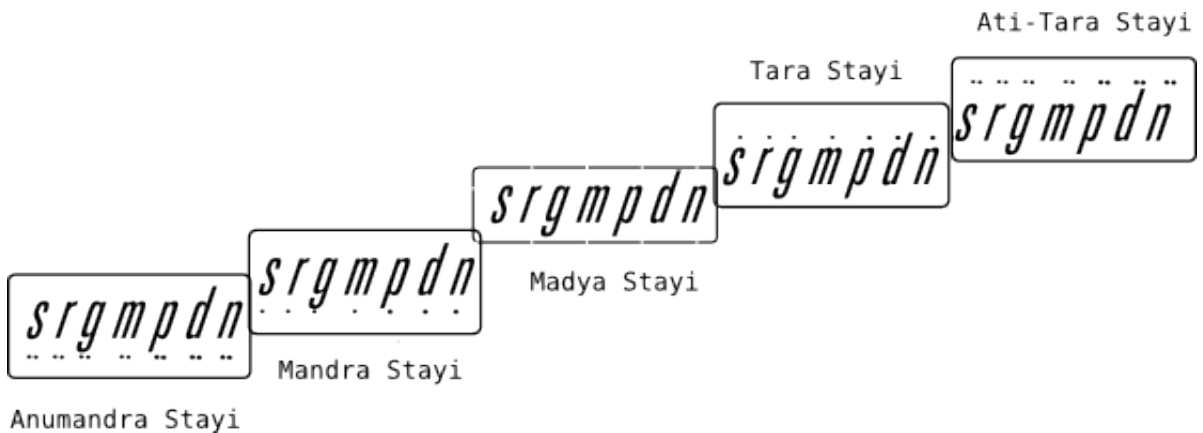 Ati-Tara Stayi
s r g m p d n
Tara Stayi
ṡ ṙ ġ ṁ ṗ ḋ ṅ
s r g m p d n
Madya Stayi
s r g m p d n
Mandra Stayi
s r g m p d n
Anumandra Stayi